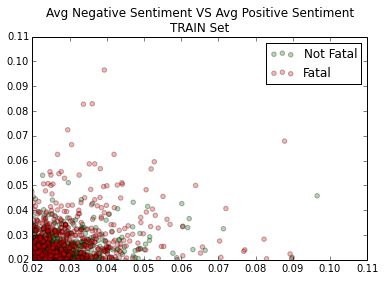 Avg Negative Sentiment VS Avg Positive Sentiment
TRAIN Set
Not Fatal
Fatal
0.11
0.10
0.09
0.08
0.07
0.06
0.05
0.04
0.03
0.02
0.02 0.03 0.04 0.05 0.06 0.07 0.08 0.09 0.10 0.11